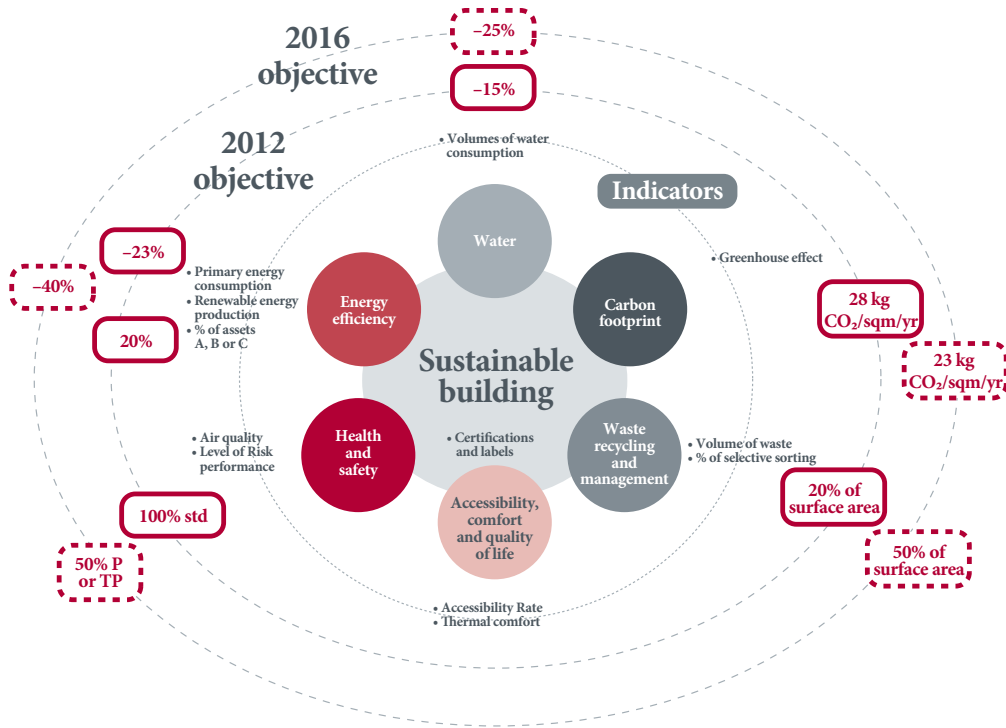 2016
objective
–25%
–15%
2012
objective
• Volumes of water
consumption
Indicators
Water
–23%
–40%
20%
• Primary energy
consumption
• Renewable energy
production
• % of assets
A, B or C
Energy
efficiency
Carbon
footprint
• Greenhouse effect
28 kg
CO₂/sqm/yr
23 kg
CO₂/sqm/yr
Sustainable
building
• Certifications
and labels
• Air quality
• Level of Risk
performance
Health
and
safety
Waste
recycling
and
management
• Volume of waste
• % of selective sorting
100% std
50% P
or TP
Accessibility,
comfort
and quality
of life
20% of
surface area
50% of
surface area
• Accessibility Rate
• Thermal comfort